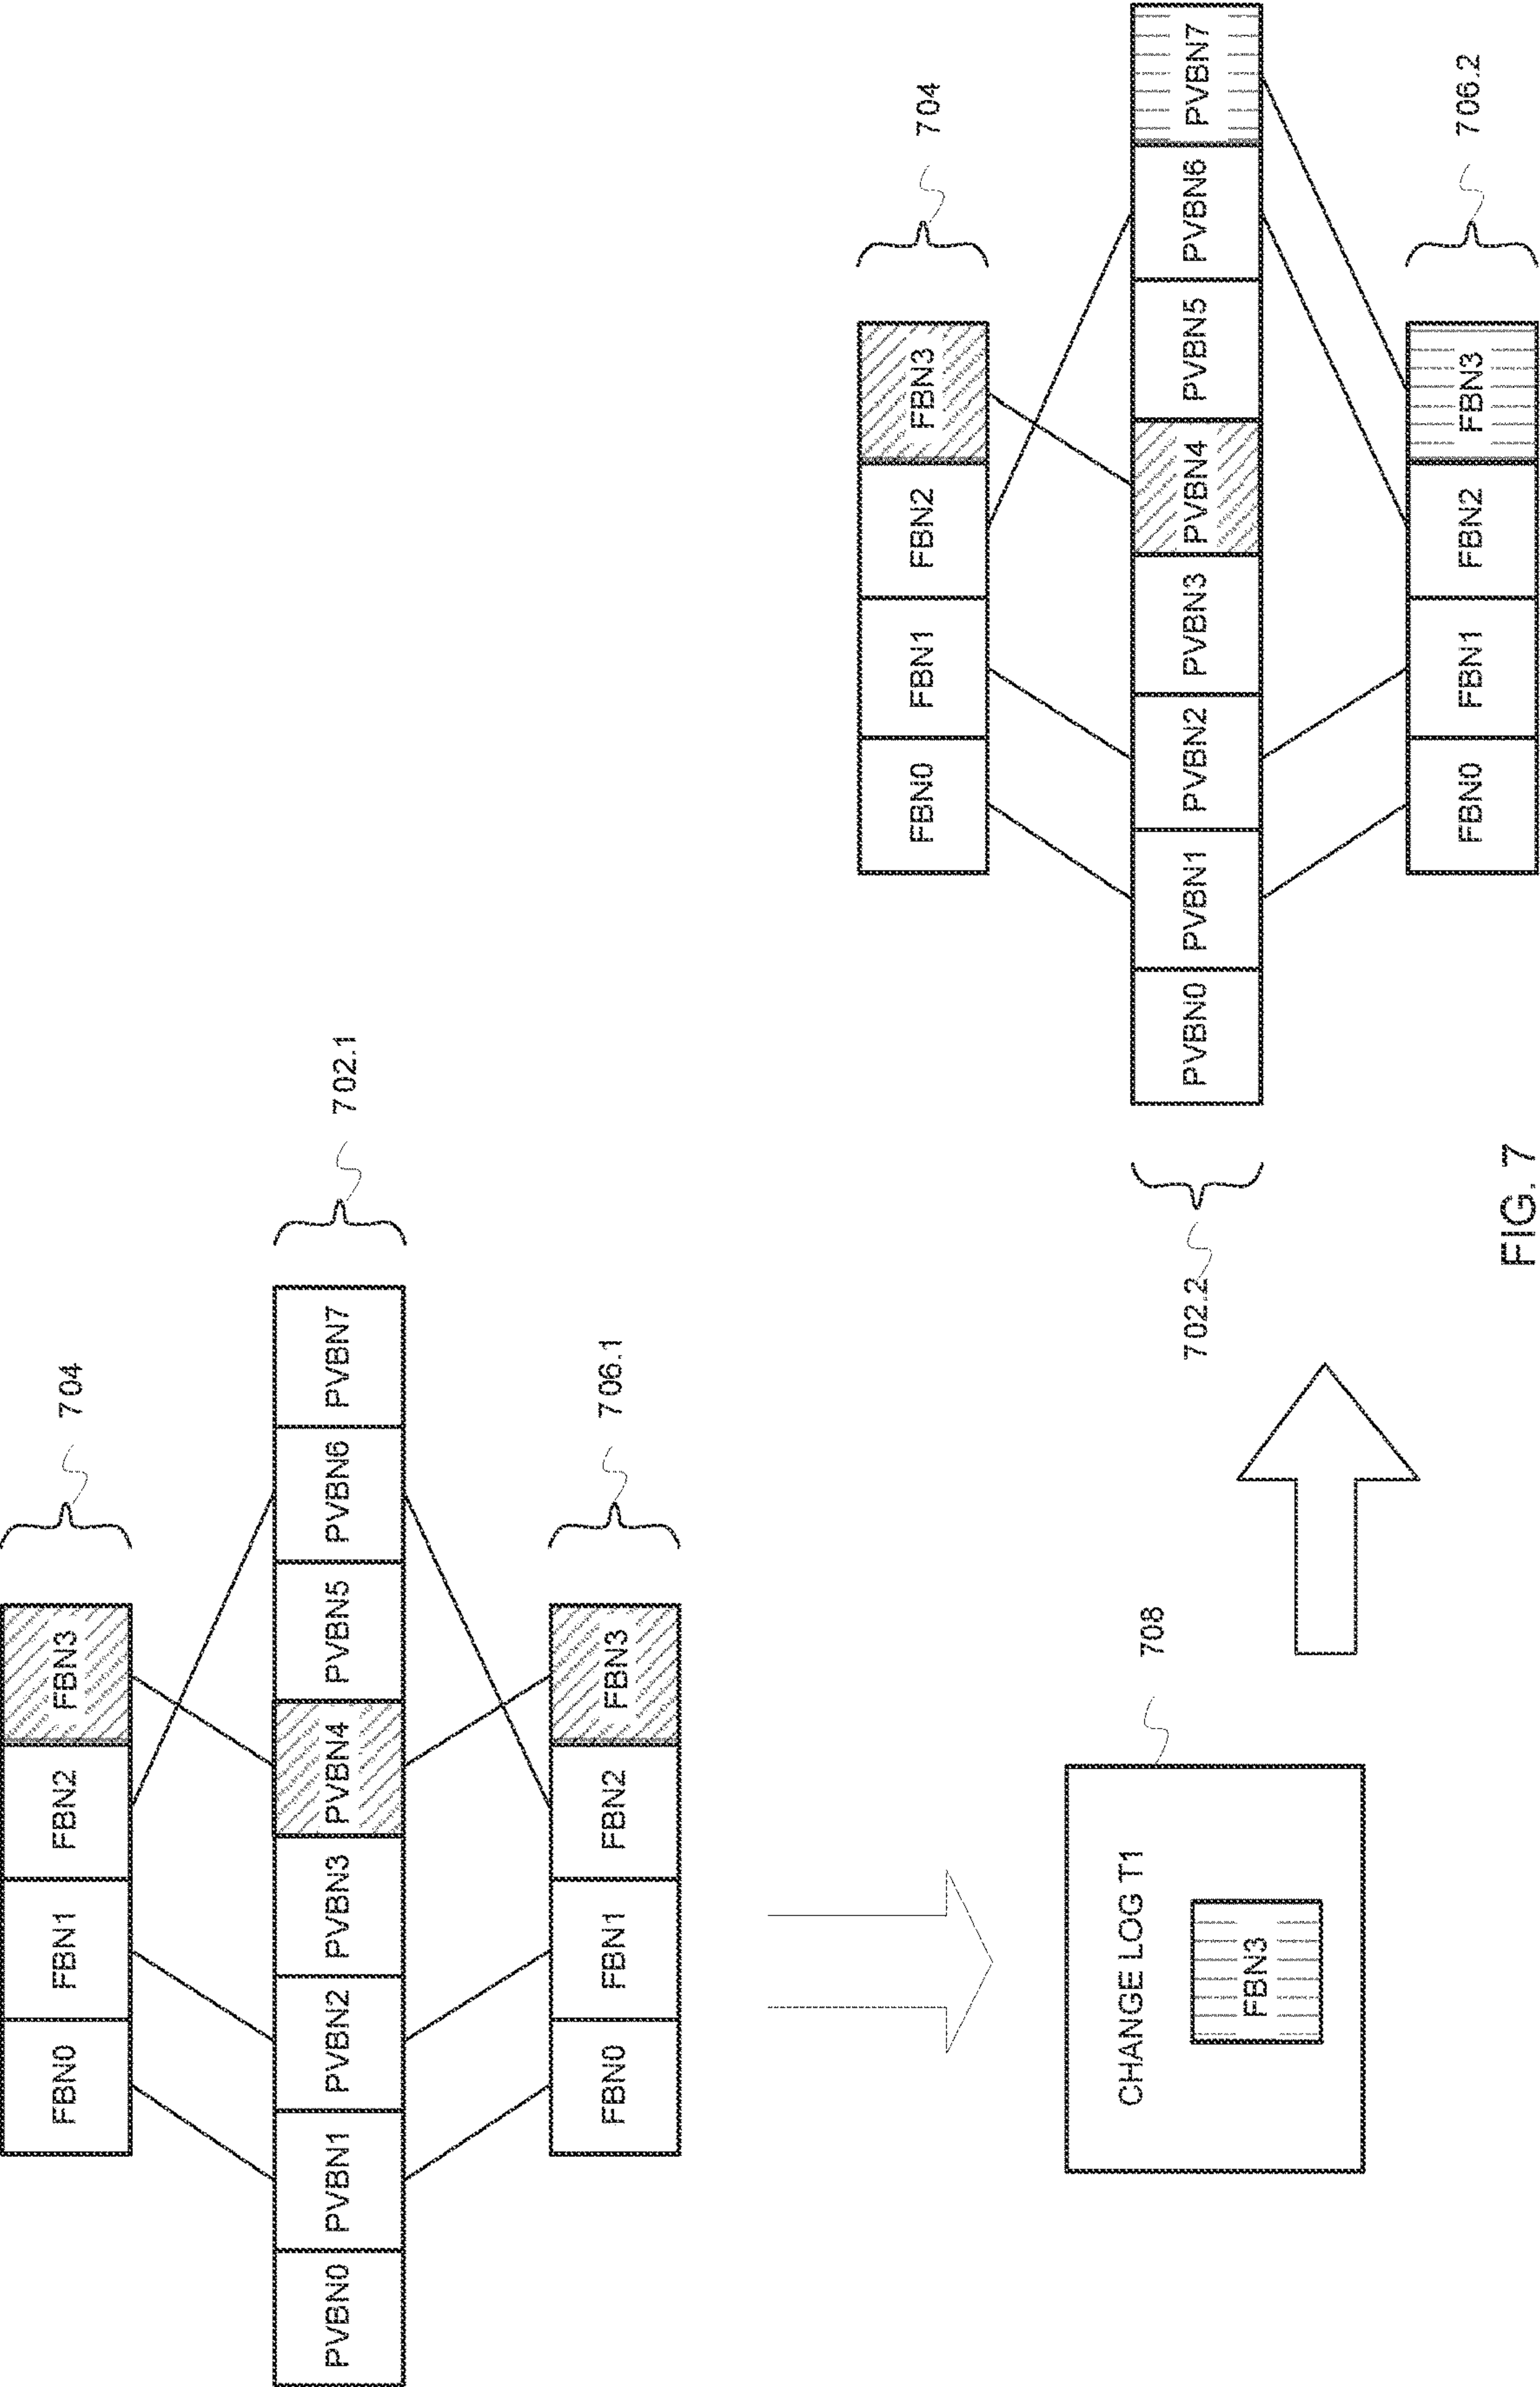 704
FBN0 FBN1 FBN2 FBN3
702.1
PVBN0 PVBN1 PVBN2 PVBN3 PVBN4 PVBN5 PVBN6 PVBN7
706.1
FBN0 FBN1 FBN2 FBN3
708
CHANGE LOG T1
FBN3
704
FBN0 FBN1 FBN2 FBN3
702.2
PVBN0 PVBN1 PVBN2 PVBN3 PVBN4 PVBN5 PVBN6 PVBN7
706.2
FBN0 FBN1 FBN2 FBN3
FIG. 7